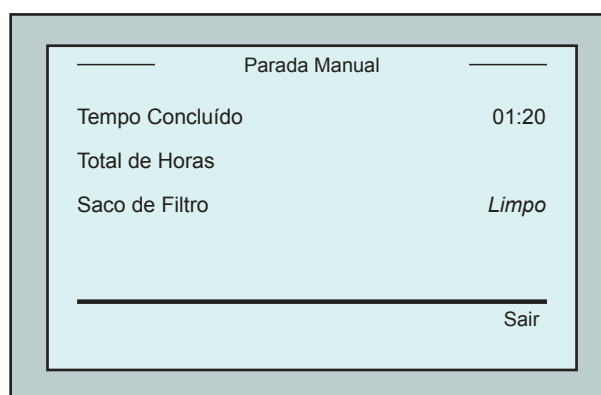 Parada Manual
Tempo Concluído 01:20
Total de Horas
Saco de Filtro Limpo
Sair